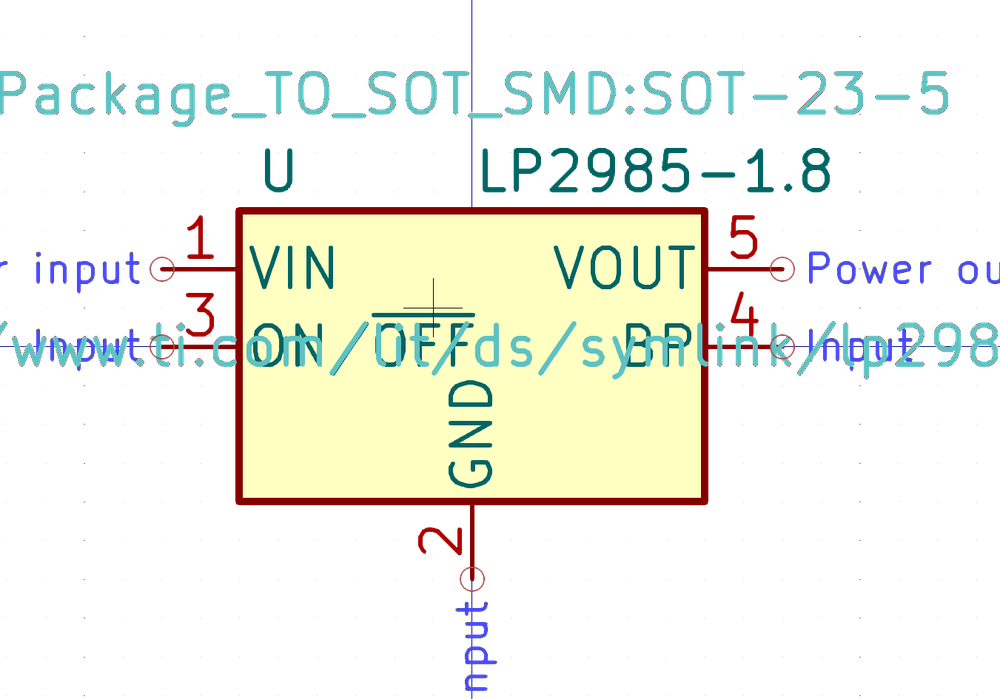 Package_TO_SOT_SMD:SOT-23-5
U LP2985-1.8
1 5
r input VIN VOUT Power ou
3 4
Input ON/OFF BP Input
/www.ti.com/lit/ds/symlink/lp298
GND
2
nput